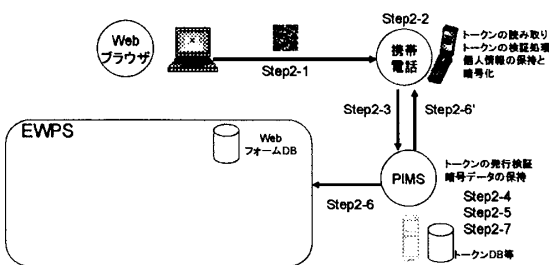 Step2-2
Web
ブラウザ
Step2-1
携帯
電話
トークンの読み取り
トークンの検証処理
個人情報の保持と
暗号化
Step2-3
Step2-6'
EWPS
Web
フォームDB
PIMS
トークンの発行検証
暗号データの保持
Step2-6
Step2-4
Step2-5
Step2-7
トークンDB等